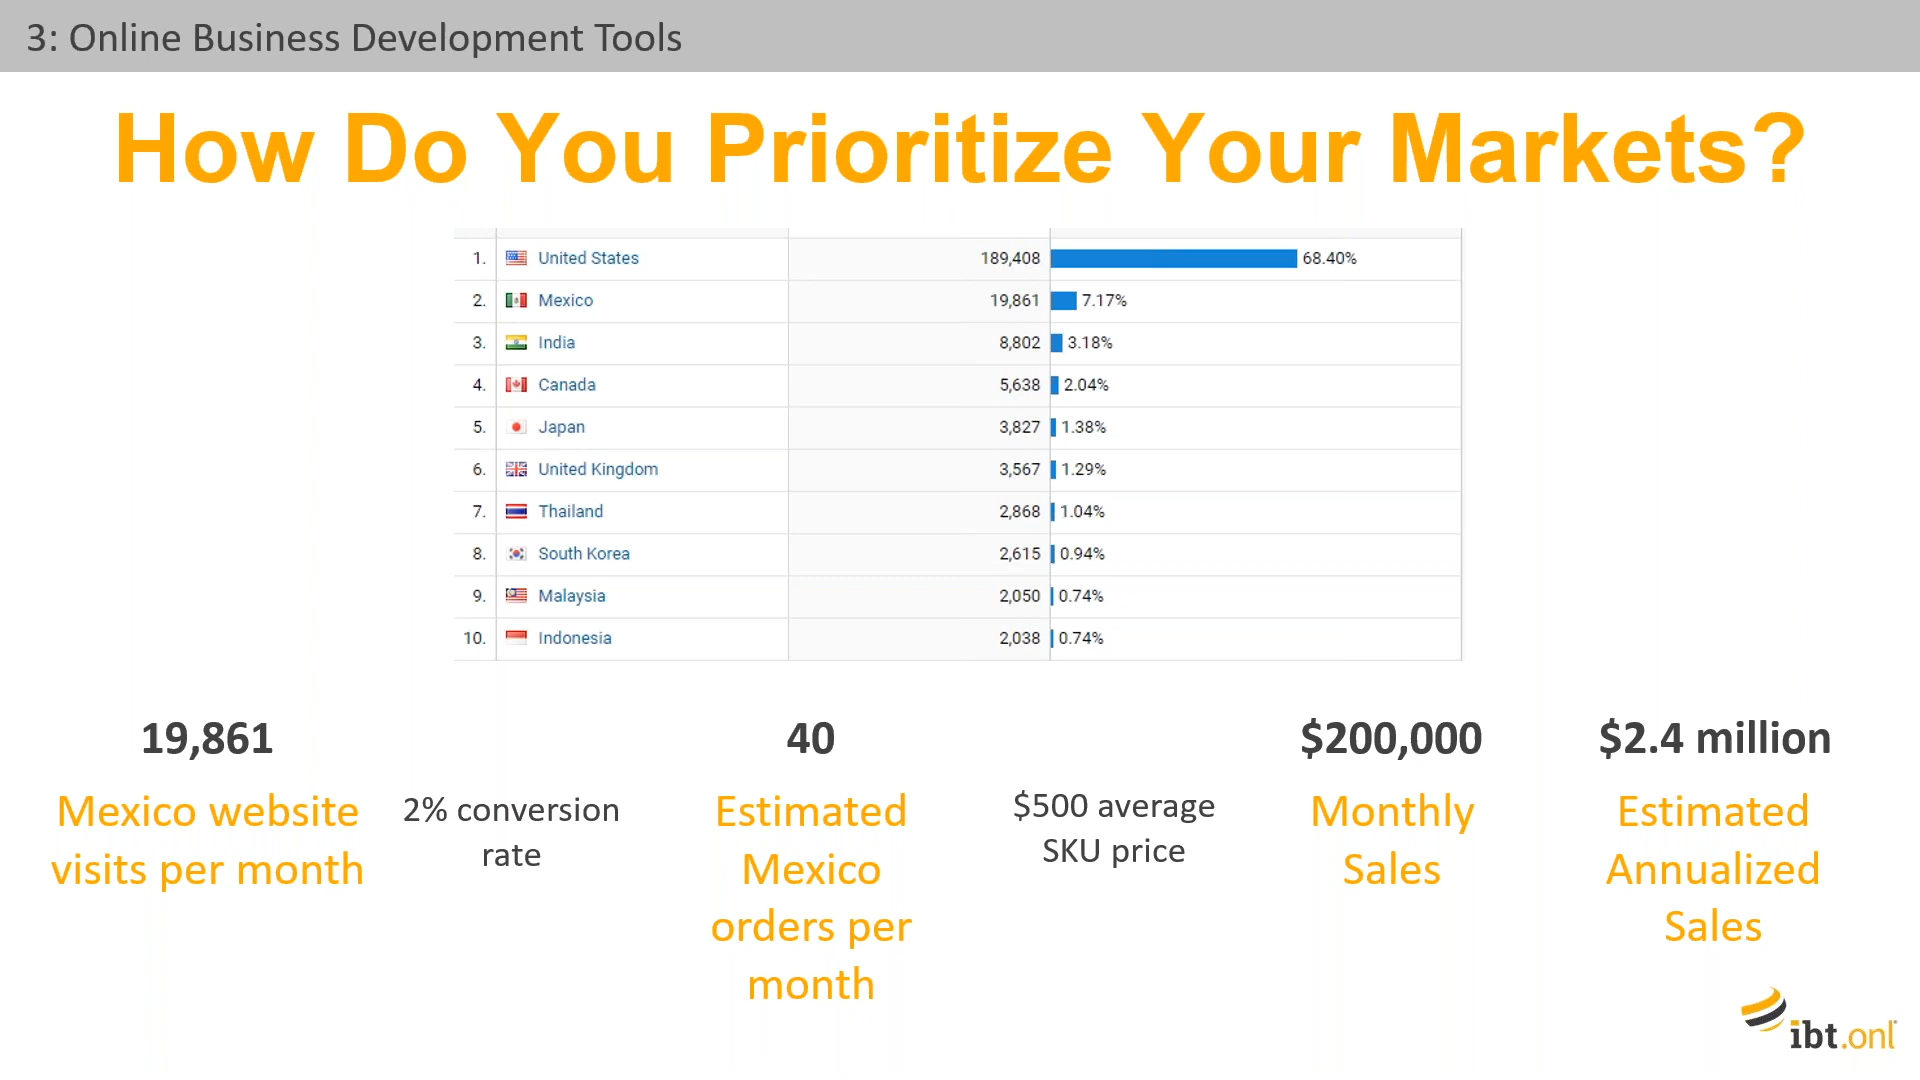 3: Online Business Development Tools
How Do You Prioritize Your Markets?
1. United States 189,408 68.40%
2. Mexico 19,861 7.17%
3. India 8,802 3.18%
4. Canada 5,638 2.04%
5. Japan 3,827 1.38%
6. United Kingdom 3,567 1.29%
7. Thailand 2,868 1.04%
8. South Korea 2,615 0.94%
9. Malaysia 2,050 0.74%
10. Indonesia 2,038 0.74%
19,861
Mexico website
visits per month
2% conversion
rate
40
Estimated
Mexico
orders per
month
$500 average
SKU price
$200,000
Monthly
Sales
$2.4 million
Estimated
Annualized
Sales
ibt.onl